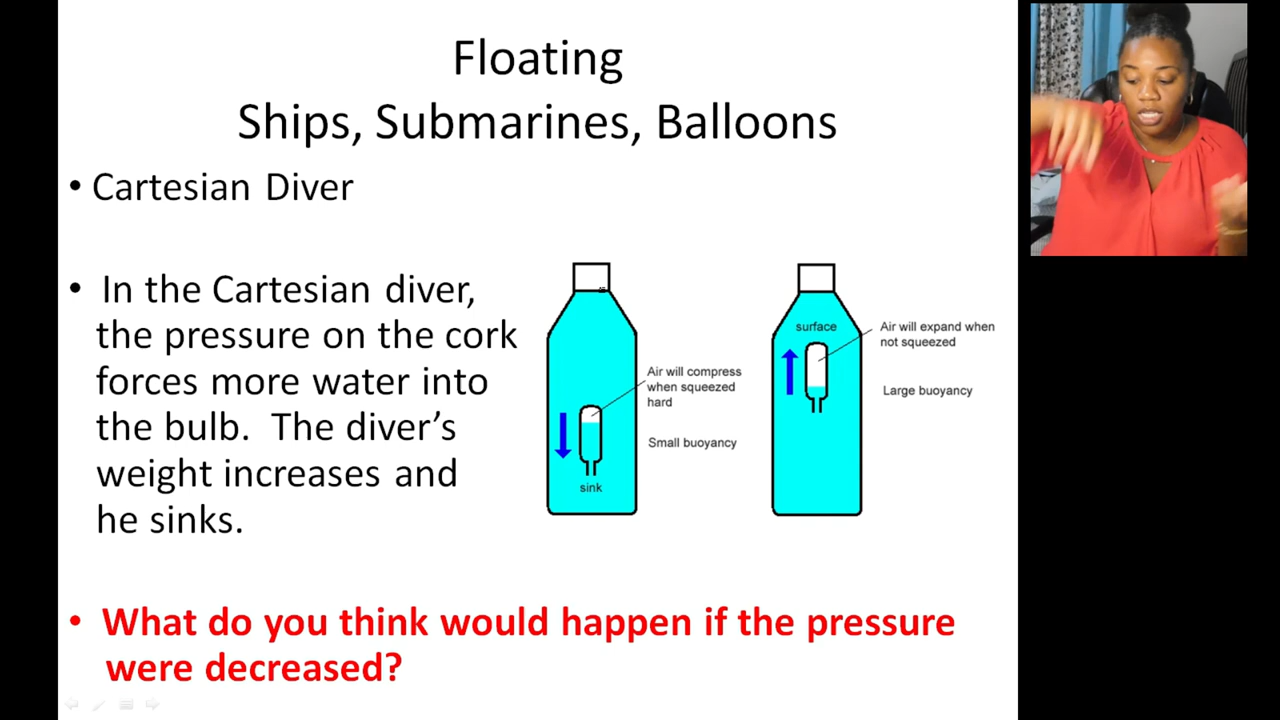 Floating
Ships, Submarines, Balloons
• Cartesian Diver
• In the Cartesian diver,
the pressure on the cork
forces more water into
the bulb.  The diver's
weight increases and
he sinks.
Air will compress
when squeezed
hard
Small buoyancy
sink
surface
Air will expand when
not squeezed
Large buoyancy
• What do you think would happen if the pressure
were decreased?